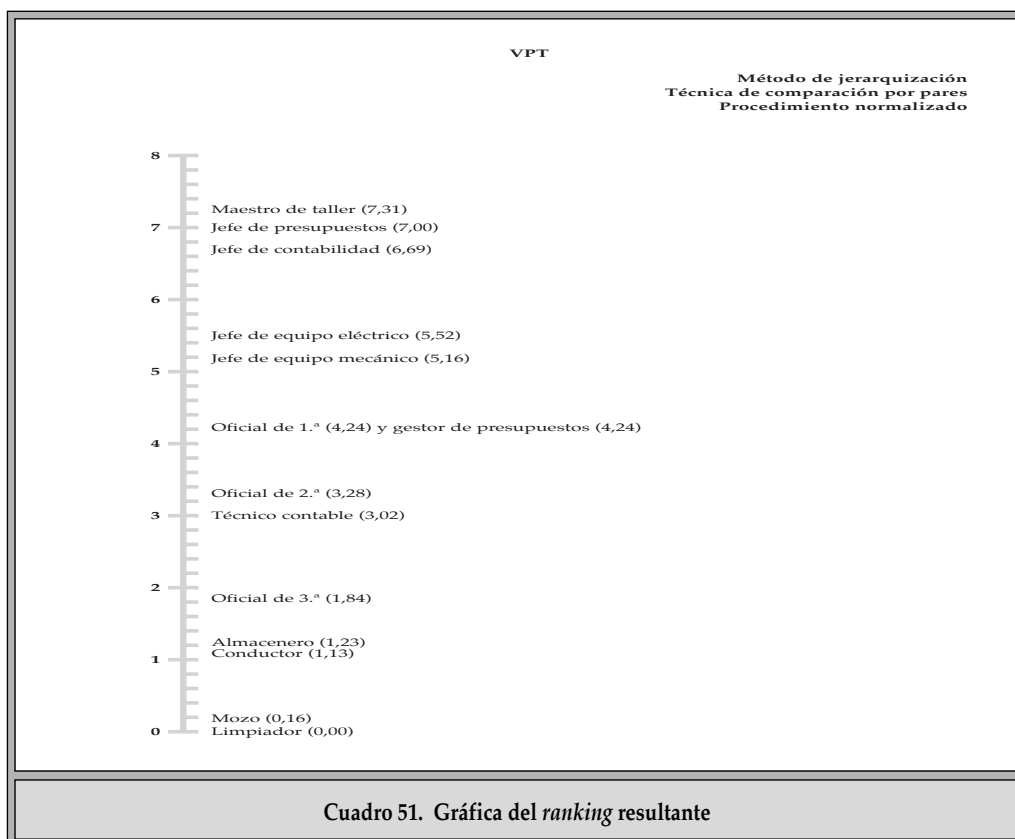 VPT
Método de jerarquización
Técnica de comparación por pares
Procedimiento normalizado
8
Maestro de taller (7,31)
7 Jefe de presupuestos (7,00)
Jefe de contabilidad (6,69)
6
Jefe de equipo eléctrico (5,52)
Jefe de equipo mecánico (5,16)
5
Oficial de 1.ª (4,24) y gestor de presupuestos (4,24)
4
Oficial de 2.ª (3,28)
3 Técnico contable (3,02)
2
Oficial de 3.ª (1,84)
Almacenero (1,23)
Conductor (1,13)
1
Mozo (0,16)
0 Limpiador (0,00)
Cuadro 51. Gráfica del ranking resultante